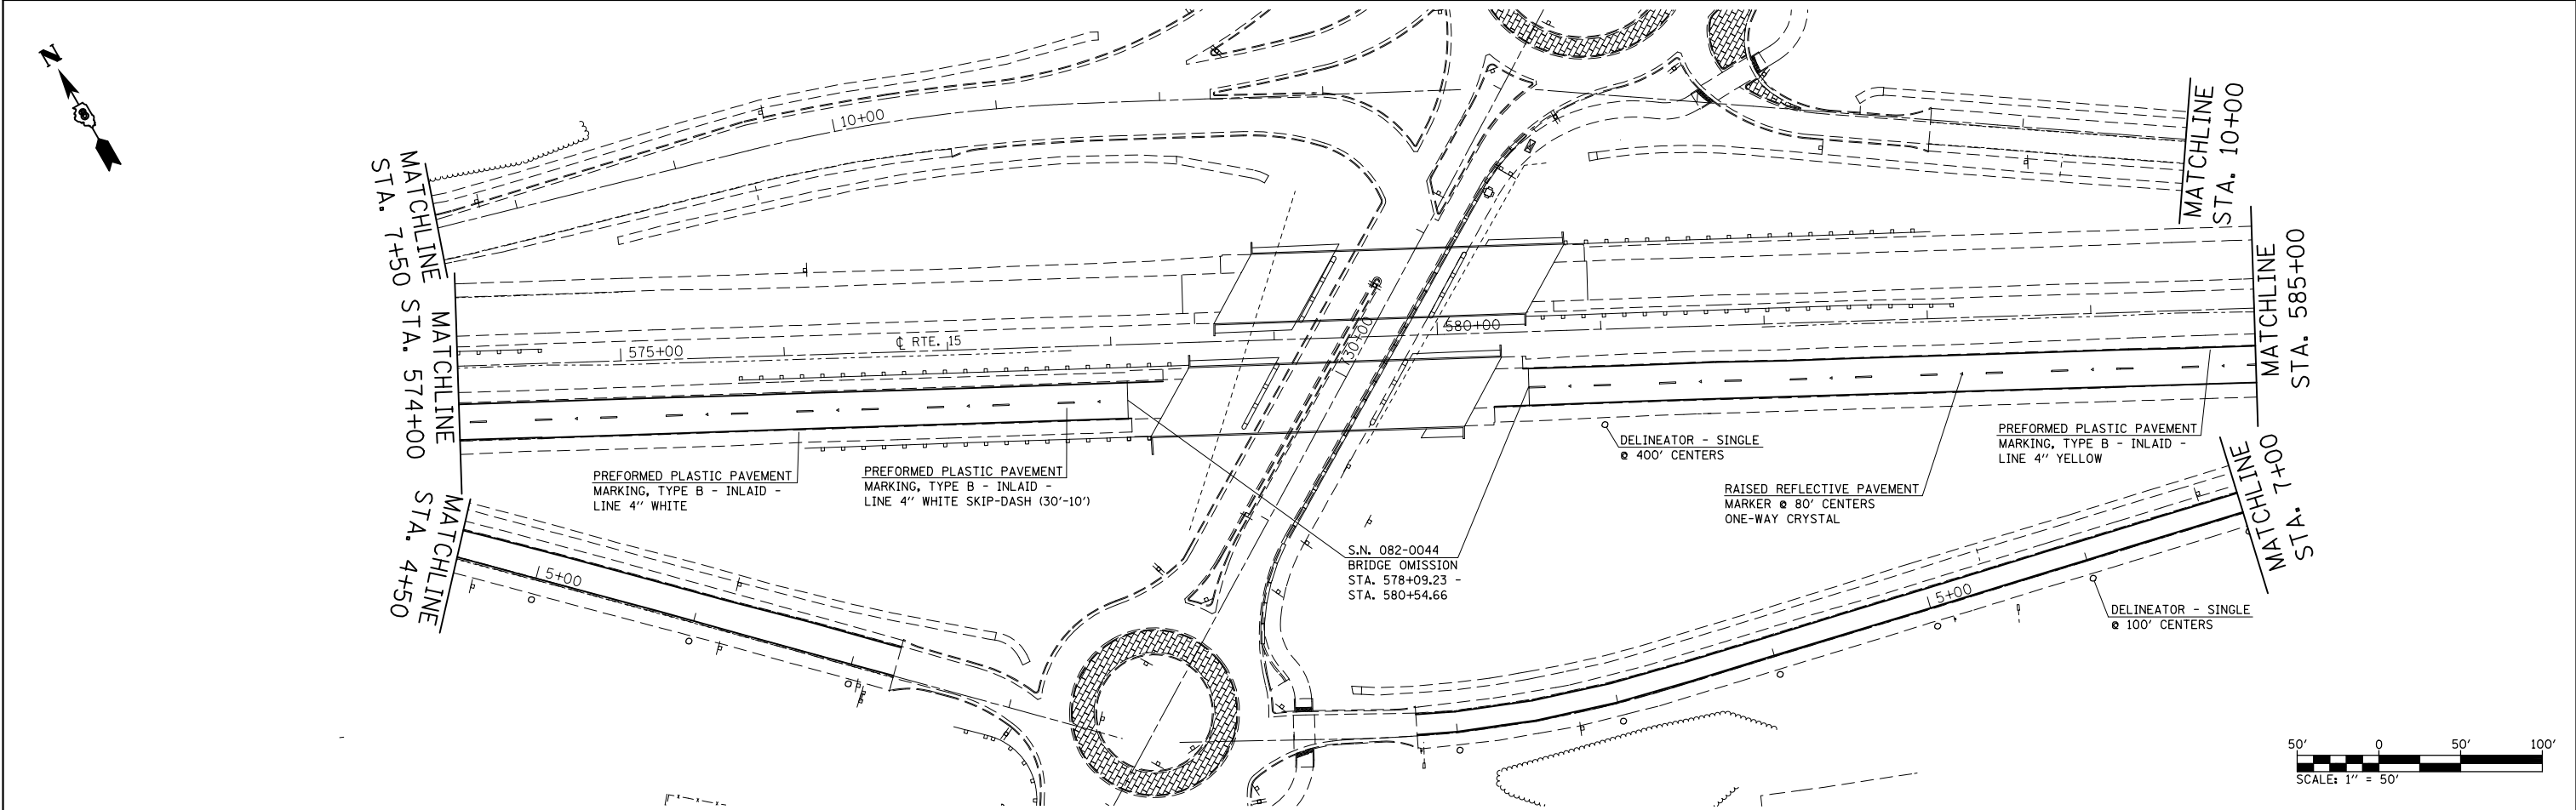 N
10+00
MATCHLINE
STA. 7+50
MATCHLINE
STA. 574+00
MATCHLINE
STA. 4+50
575+00
℄ RTE. 15
580+00
130+00
MATCHLINE
STA. 10+00
MATCHLINE
STA. 585+00
MATCHLINE
STA. 7+00
PREFORMED PLASTIC PAVEMENT
MARKING, TYPE B - INLAID -
LINE 4" WHITE
PREFORMED PLASTIC PAVEMENT
MARKING, TYPE B - INLAID -
LINE 4" WHITE SKIP-DASH (30'-10')
DELINEATOR - SINGLE
@ 400' CENTERS
RAISED REFLECTIVE PAVEMENT
MARKER @ 80' CENTERS
ONE-WAY CRYSTAL
PREFORMED PLASTIC PAVEMENT
MARKING, TYPE B - INLAID -
LINE 4" YELLOW
S.N. 082-0044
BRIDGE OMISSION
STA. 578+09.23 -
STA. 580+54.66
5+00
5+00
DELINEATOR - SINGLE
@ 100' CENTERS
50' 0 50' 100'
SCALE: 1" = 50'